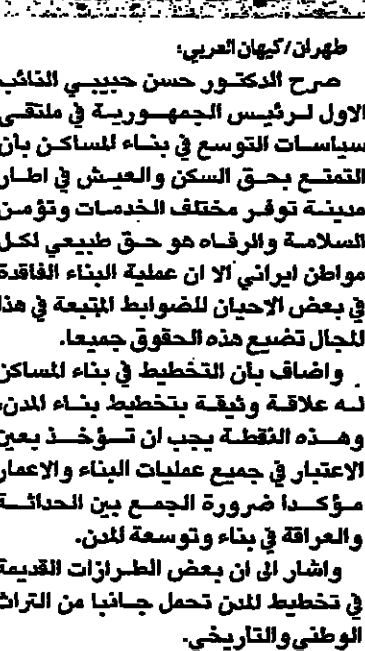 طهران/كيهان العربي:
صرح الدكتور حسن حبيبي النائب
الاول لرئيس الجمهورية في ملتقى
سياسات التوسع في بناء المساكن بان
التمتع بحق السكن والعيش في اطار
مدينة توفر مختلف الخدمات وتؤمن
السلامة والرفاه هو حق طبيعي لكل
مواطن ايراني الا ان عملية البناء الفاقدة
في بعض الاحيان للضوابط المتبعة في هذا
المجال تضيع هذه الحقوق جميعا.
واضاف بان التخطيط في بناء المساكن
له علاقة وثيقة بتخطيط بناء المدن،
وهذه النقطة يجب ان تؤخذ بعين
الاعتبار في جميع عمليات البناء والاعمار
مؤكدا ضرورة الجمع بين الحداثة
والعراقة في بناء وتوسعة المدن.
واشار الى ان بعض الطرازات القديمة
في تخطيط المدن تحمل جانبا من التراث
الوطني والتاريخي.